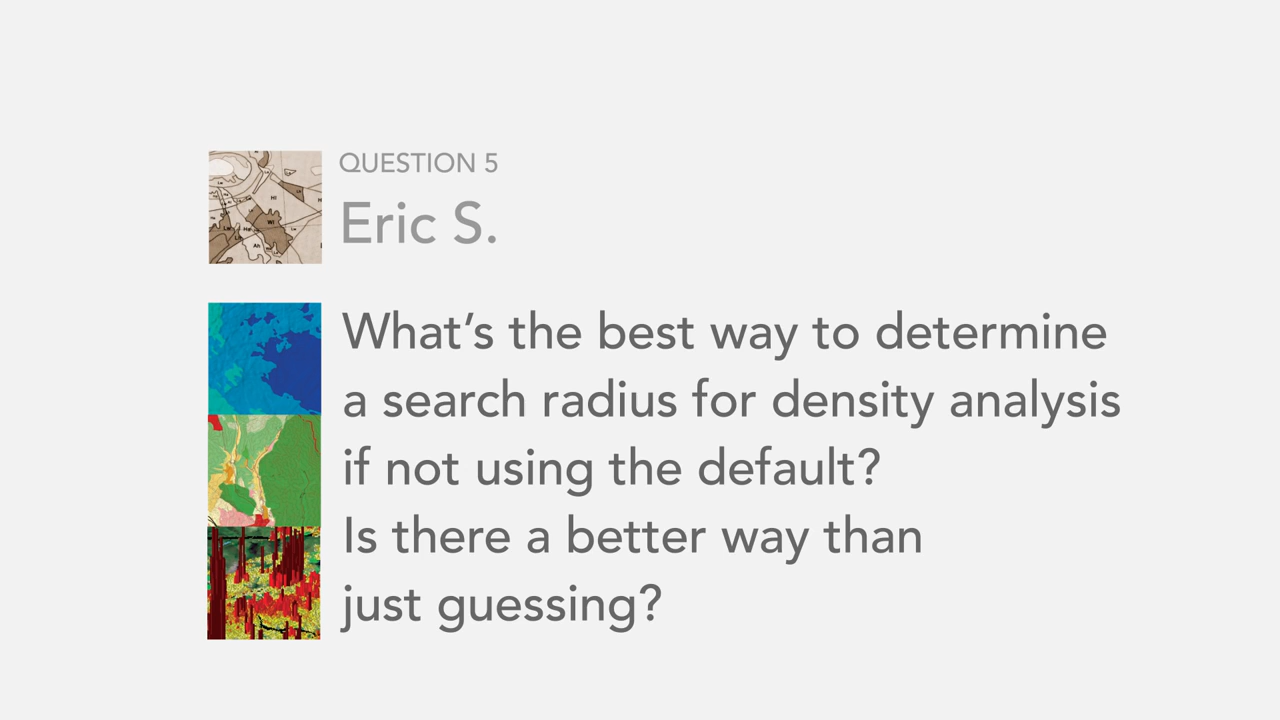 QUESTION 5
Eric S.
What’s the best way to determine
a search radius for density analysis
if not using the default?
Is there a better way than
just guessing?